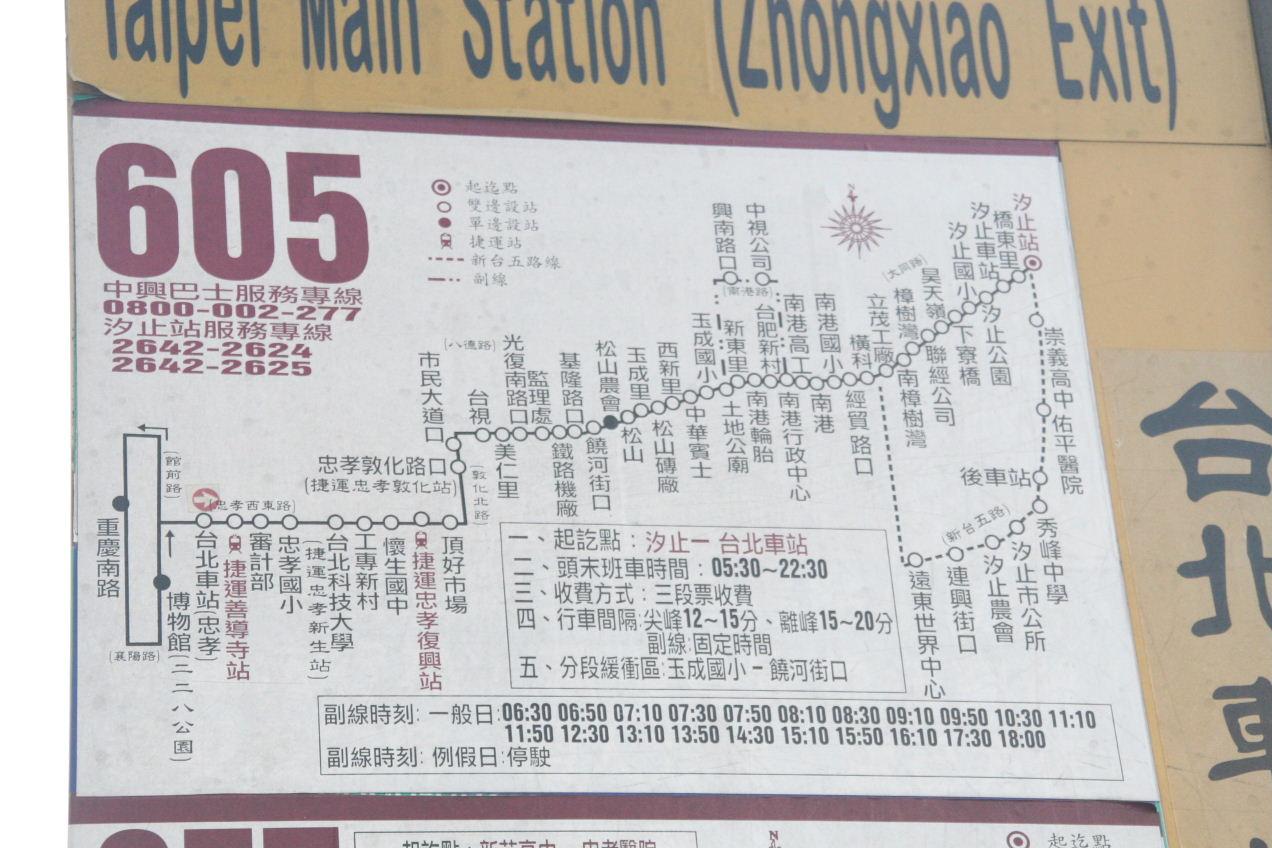 Taipei Main Station (Zhongxiao Exit)
605
中興巴士服務專線
0800-002-277
汐止站服務專線
2642-2624
2642-2625
起迄點
雙邊設站
單邊設站
捷運站
新台五路線
副線
N
汐止站
橋東里
汐止車站
汐止國小
昊天嶺
(大同路)
樟樹灣
立茂工廠
橫科
南港國小
南港高工
中視公司
興南路口
(南港路)
台肥新村
新東里
玉成國小
西新里
玉成里
松山農會
基隆路口
監理處
光復南路口
(八德路)
台視
市民大道口
汐止公園
下寮橋
聯經公司
南樟樹灣
經貿路口
南港
南港行政中心
南港輪胎
土地公廟
中華賓士
松山磚廠
松山
饒河街口
鐵路機廠
美仁里
忠孝敦化路口
(捷運忠孝敦化站)
(敦化北路)
崇義高中
佑平醫院
後車站
秀峰中學
汐止市公所
汐止農會
(新台五路)
連興街口
遠東世界中心
(館前路)
(忠孝西東路)
重慶南路
(襄陽路)
博物館(二二八公園)
台北車站(忠孝)
捷運善導寺站
審計部
忠孝國小
台北科技大學
(捷運忠孝新生站)
工專新村
懷生國中
捷運忠孝復興站
頂好市場
一、起訖點：汐止－台北車站
二、頭末班車時間：05:30~22:30
三、收費方式：三段票收費
四、行車間隔:尖峰12~15分、離峰15~20分
副線:固定時間
五、分段緩衝區:玉成國小－饒河街口
副線時刻: 一般日:06:30 06:50 07:10 07:30 07:50 08:10 08:30 09:10 09:50 10:30 11:10
11:50 12:30 13:10 13:50 14:30 15:10 15:50 16:10 17:30 18:00
副線時刻: 例假日:停駛
台北車
N
起訖點